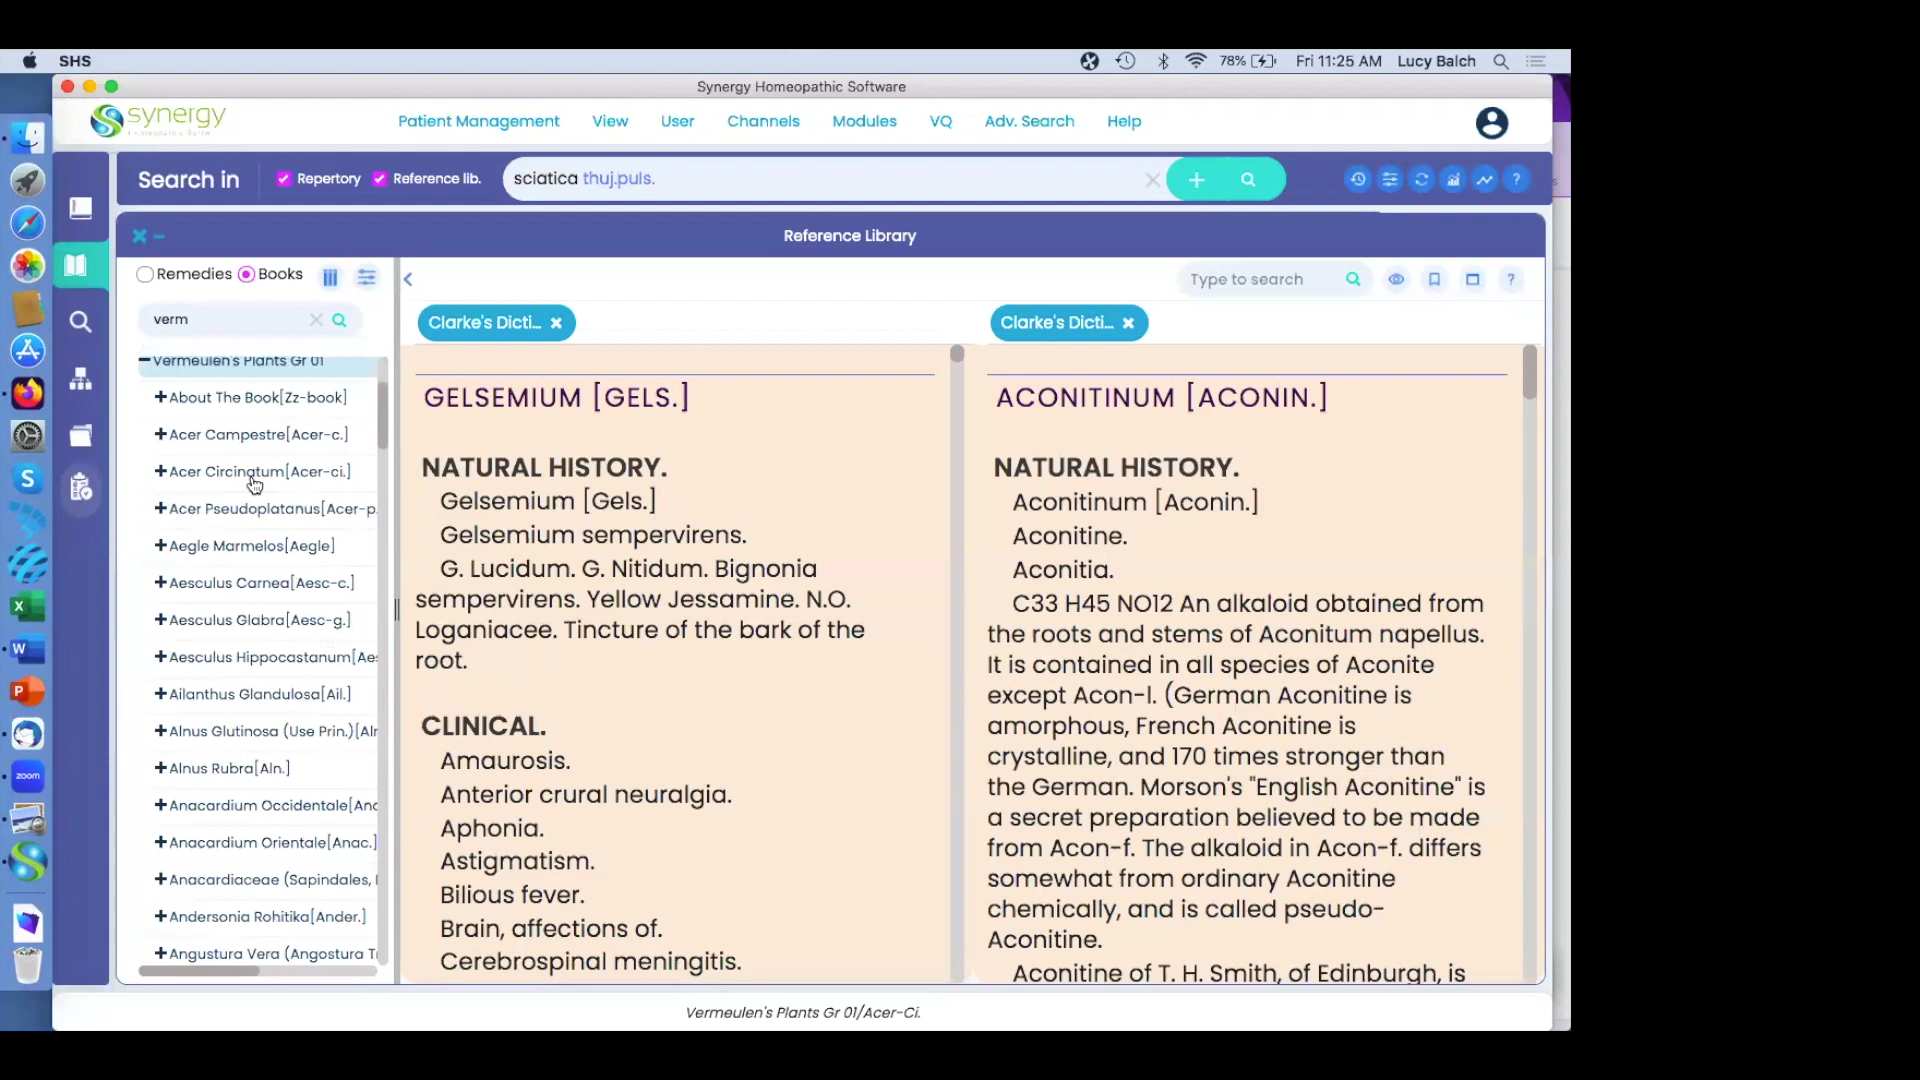 SHS
78%
Fri 11:25 AM Lucy Balch
Synergy Homeopathic Software
synergy
Patient Management View User Channels Modules VQ Adv. Search Help
Search in
Repertory
Reference lib.
sciatica thuj.puls.
Reference Library
Remedies Books
Type to search
verm
Clarke's Dicti...
Clarke's Dicti...
Vermeulen's Plants Gr 01
About The Book[Zz-book]
Acer Campestre[Acer-c.]
Acer Circinatum[Acer-ci.]
Acer Pseudoplatanus[Acer-p.
Aegle Marmelos[Aegle]
Aesculus Carnea[Aesc-c.]
Aesculus Glabra[Aesc-g.]
Aesculus Hippocastanum[Aes
Ailanthus Glandulosa[Ail.]
Alnus Glutinosa (Use Prin.)[Aln
Alnus Rubra[Aln.]
Anacardium Occidentale[Anc
Anacardium Orientale[Anac.]
Anacardiaceae (Sapindales,
Andersonia Rohitika[Ander.]
Angustura Vera (Angostura Tr
GELSEMIUM [GELS.]
NATURAL HISTORY.
Gelsemium [Gels.]
Gelsemium sempervirens.
G. Lucidum. G. Nitidum. Bignonia
sempervirens. Yellow Jessamine. N.O.
Loganiacee. Tincture of the bark of the
root.
CLINICAL.
Amaurosis.
Anterior crural neuralgia.
Aphonia.
Astigmatism.
Bilious fever.
Brain, affections of.
Cerebrospinal meningitis.
ACONITINUM [ACONIN.]
NATURAL HISTORY.
Aconitinum [Aconin.]
Aconitine.
Aconitia.
C33 H45 NO12 An alkaloid obtained from
the roots and stems of Aconitum napellus.
It is contained in all species of Aconite
except Acon-l. (German Aconitine is
amorphous, French Aconitine is
crystalline, and 170 times stronger than
the German. Morson's "English Aconitine" is
a secret preparation believed to be made
from Acon-f. The alkaloid in Acon-f. differs
somewhat from ordinary Aconitine
chemically, and is called pseudo-
Aconitine.
Aconitine of T. H. Smith, of Edinburgh, is
zoom
Vermeulen's Plants Gr 01/Acer-Ci.